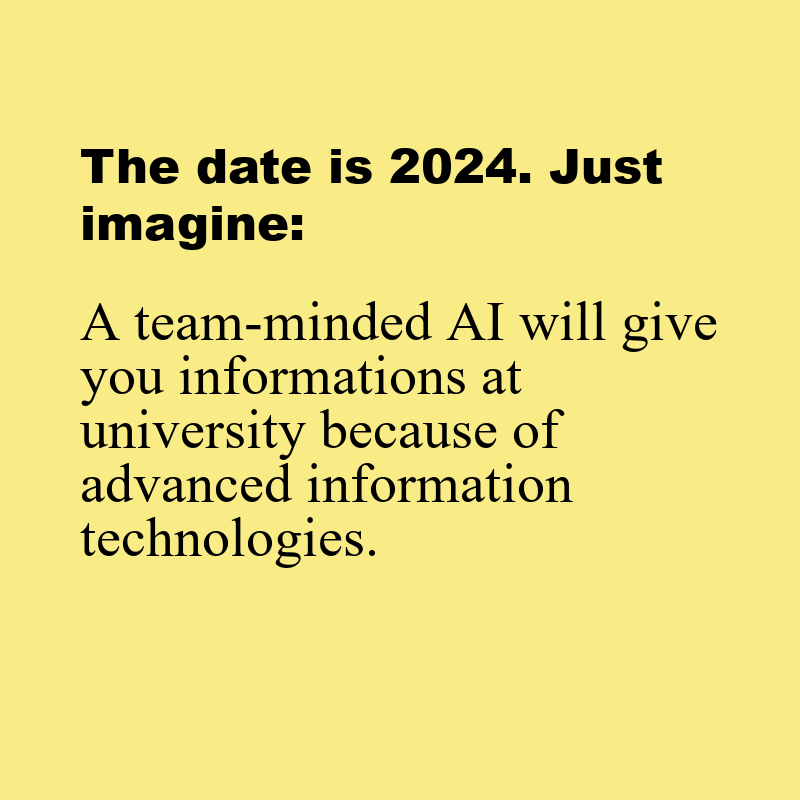 The date is 2024. Just
imagine:
A team-minded AI will give
you informations at
university because of
advanced information
technologies.